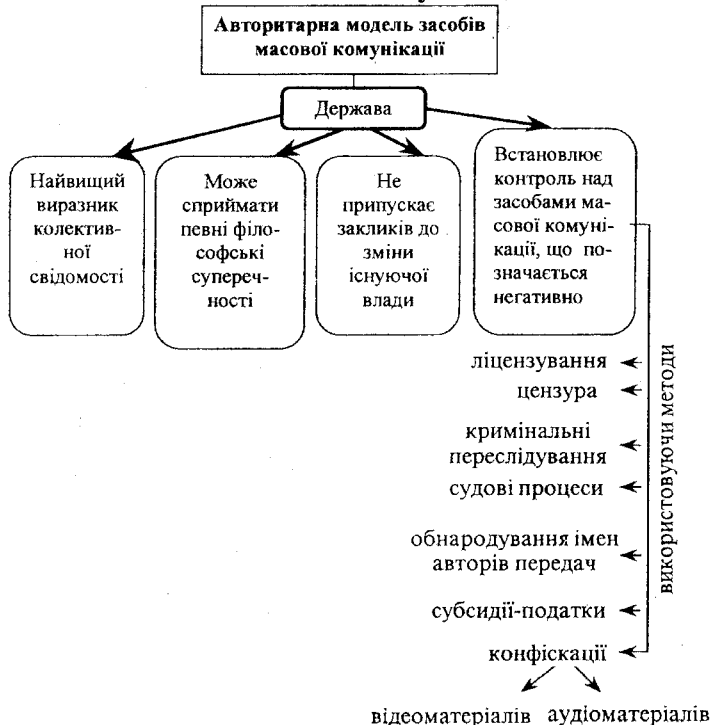 Авторитарна модель засобів
масової комунікації
Держава
Найвищий
виразник
колектив-
ної
свідомості
Може
сприймати
певні філо-
софські
супереч-
ності
Не
припускає
закликів до
зміни
існуючої
влади
Встановлює
контроль над
засобами ма-
сової комуні-
кації, що по-
значається
негативно
використовуючи методи
ліцензування
цензура
кримінальні
переслідування
судові процеси
обнародування імен
авторів передач
субсидії-податки
конфіскації
відеоматеріалів аудіоматеріалів